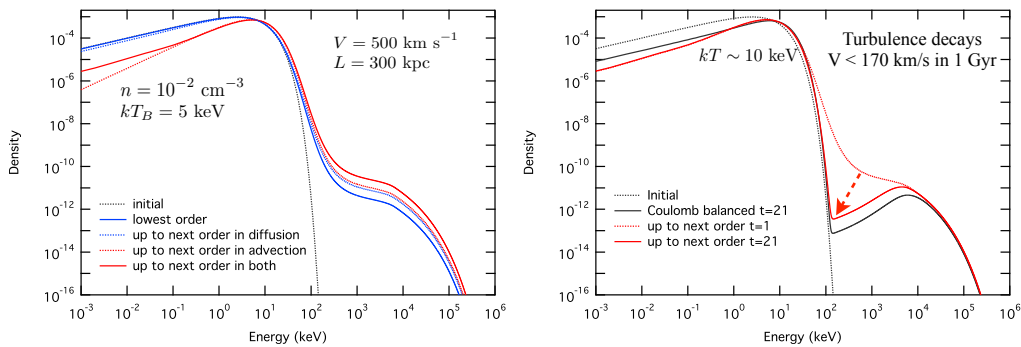 10^-4
10^-6
10^-8
10^-10
10^-12
10^-14
10^-16
Density
V = 500 km s^-1
L = 300 kpc
n = 10^-2 cm^-3
kT_B = 5 keV
initial
lowest order
up to next order in diffusion
up to next order in advection
up to next order in both
10^-3 10^-2 10^-1 10^0 10^1 10^2 10^3 10^4 10^5 10^6
Energy (keV)
10^-4
10^-6
10^-8
10^-10
10^-12
10^-14
10^-16
Density
kT ∼ 10 keV
Turbulence decays
V < 170 km/s in 1 Gyr
Initial
Coulomb balanced t=21
up to next order t=1
up to next order t=21
10^-3 10^-2 10^-1 10^0 10^1 10^2 10^3 10^4 10^5 10^6
Energy (keV)